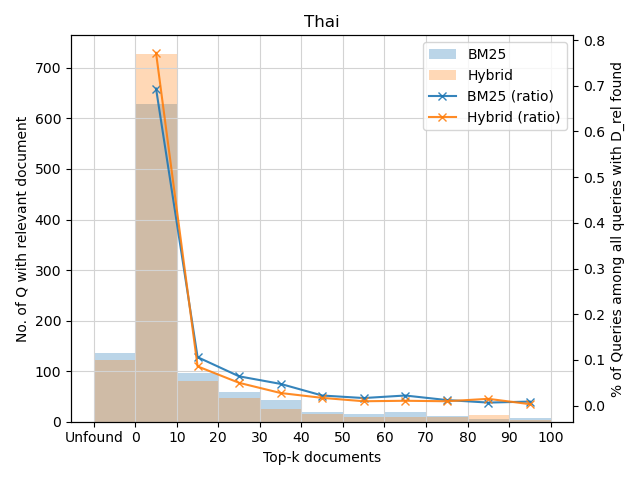 Thai
BM25
Hybrid
BM25 (ratio)
Hybrid (ratio)
No. of Q with relevant document
700
600
500
400
300
200
100
0
0.8
0.7
0.6
0.5
0.4
0.3
0.2
0.1
0.0
% of Queries among all queries with D_rel found
Unfound 0 10 20 30 40 50 60 70 80 90 100
Top-k documents